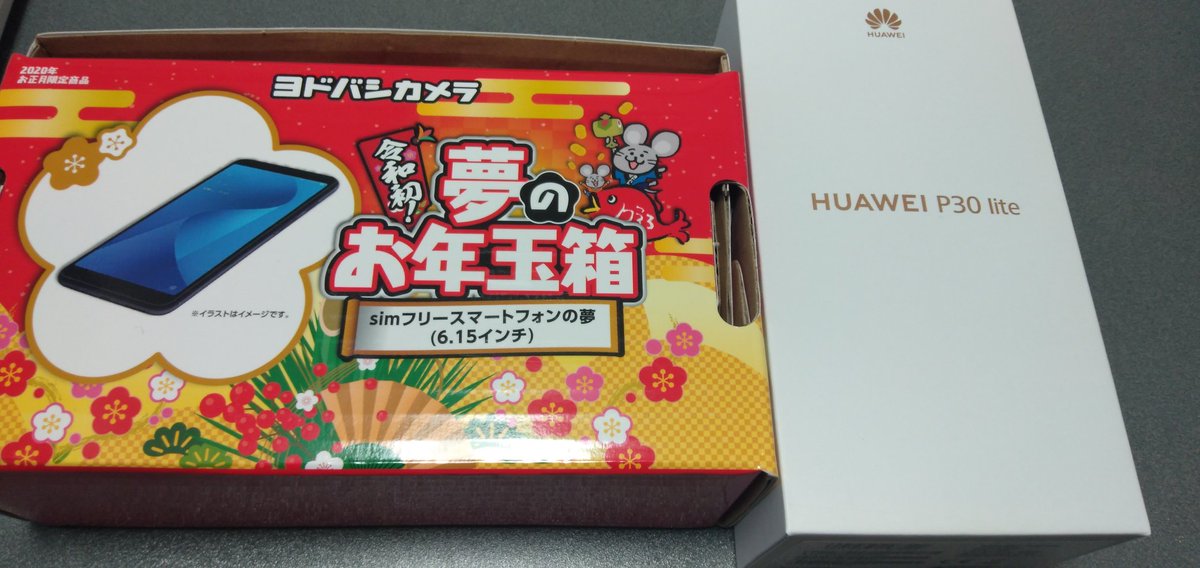 2020年
お正月限定商品
ヨドバシカメラ
令和初！
夢の
お年玉箱
simフリースマートフォンの夢
(6.15インチ)
※イラストはイメージです。
HUAWEI
HUAWEI P30 lite